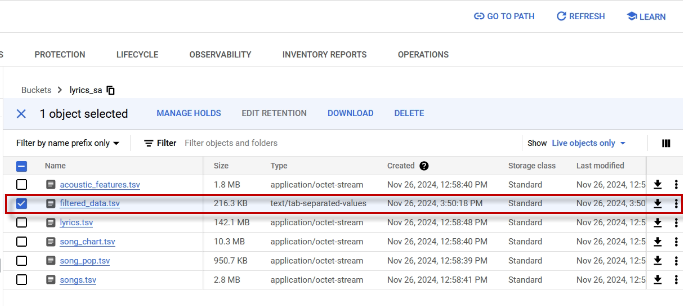 GO TO PATH REFRESH LEARN
S PROTECTION LIFECYCLE OBSERVABILITY INVENTORY REPORTS OPERATIONS
Buckets > lyrics_sa
1 object selected MANAGE HOLDS EDIT RETENTION DOWNLOAD DELETE
Filter by name prefix only Filter Filter objects and folders Show Live objects only
Name Size Type Created Storage class Last modified
acoustic_features.tsv 1.8 MB application/octet-stream Nov 26, 2024, 12:58:40 PM Standard Nov 26, 2024, 12:5
filtered_data.tsv 216.3 KB text/tab-separated-values Nov 26, 2024, 3:50:18 PM Standard Nov 26, 2024, 3:50
lyrics.tsv 142.1 MB application/octet-stream Nov 26, 2024, 12:58:48 PM Standard Nov 26, 2024, 12:5
song_chart.tsv 10.3 MB application/octet-stream Nov 26, 2024, 12:58:40 PM Standard Nov 26, 2024, 12:5
song_pop.tsv 950.7 KB application/octet-stream Nov 26, 2024, 12:58:39 PM Standard Nov 26, 2024, 12:5
songs.tsv 2.8 MB application/octet-stream Nov 26, 2024, 12:58:41 PM Standard Nov 26, 2024, 12:5